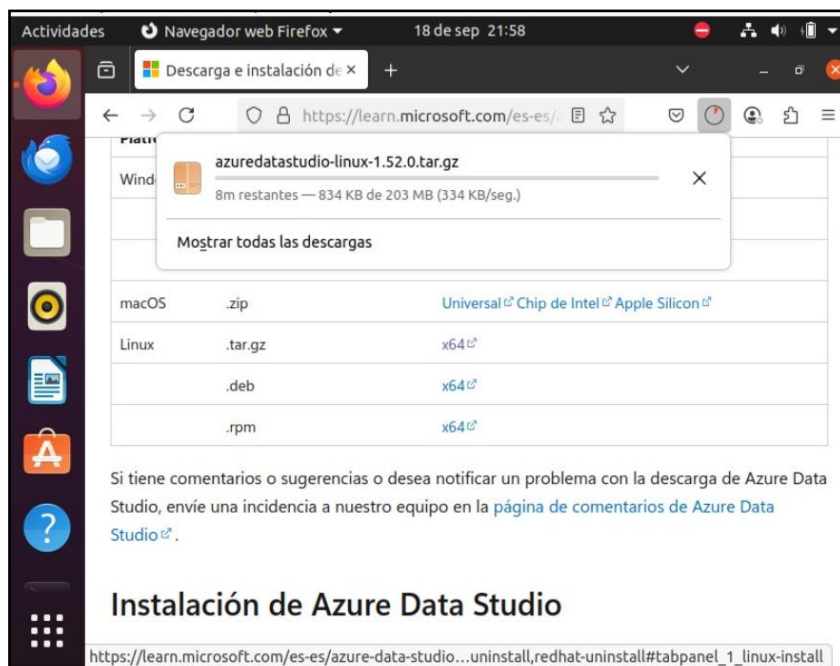 Actividades Navegador web Firefox 18 de sep 21:58
Descarga e instalación de
https://learn.microsoft.com/es-es/
azuredatastudio-linux-1.52.0.tar.gz
8m restantes — 834 KB de 203 MB (334 KB/seg.)
Mostrar todas las descargas
macOS .zip Universal Chip de Intel Apple Silicon
Linux .tar.gz x64
.deb x64
.rpm x64
Si tiene comentarios o sugerencias o desea notificar un problema con la descarga de Azure Data
Studio, envíe una incidencia a nuestro equipo en la página de comentarios de Azure Data
Studio.
Instalación de Azure Data Studio
https://learn.microsoft.com/es-es/azure-data-studio...uninstall,redhat-uninstall#tabpanel_1_linux-install